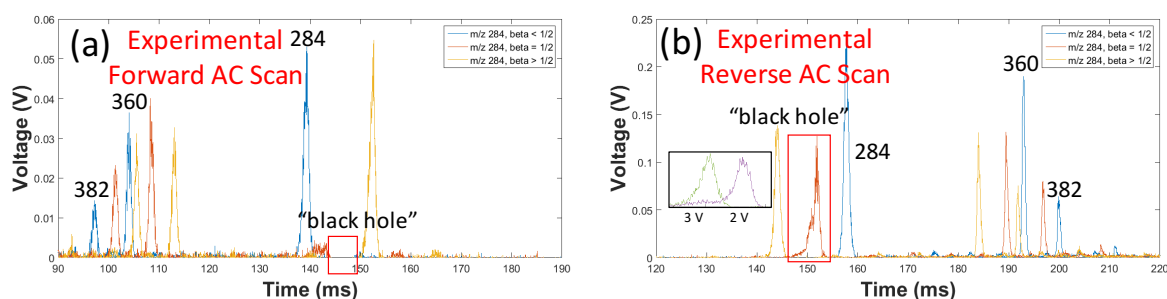 (a)
Experimental
Forward AC Scan
284
m/z 284, beta < 1/2
m/z 284, beta = 1/2
m/z 284, beta > 1/2
360
382
"black hole"
Voltage (V)
0.06
0.05
0.04
0.03
0.02
0.01
0
90 100 110 120 130 140 150 160 170 180 190
Time (ms)
(b)
Experimental
Reverse AC Scan
m/z 284, beta < 1/2
m/z 284, beta = 1/2
m/z 284, beta > 1/2
360
"black hole"
284
382
3 V 2 V
Voltage (V)
0.25
0.2
0.15
0.1
0.05
0.00
120 130 140 150 160 170 180 190 200 210 220
Time (ms)